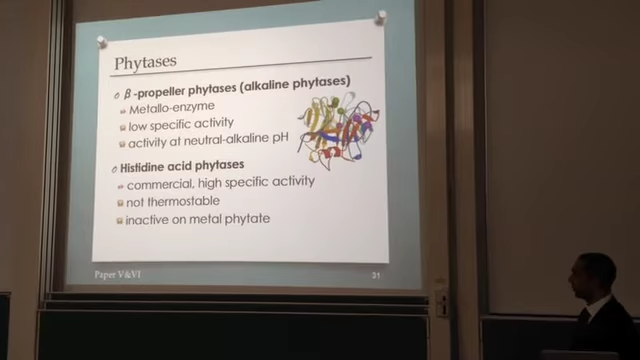 Phytases
β-propeller phytases (alkaline phytases)
Metallo-enzyme
low specific activity
activity at neutral-alkaline pH
Histidine acid phytases
commercial, high specific activity
not thermostable
inactive on metal phytate
Paper V&VI
31